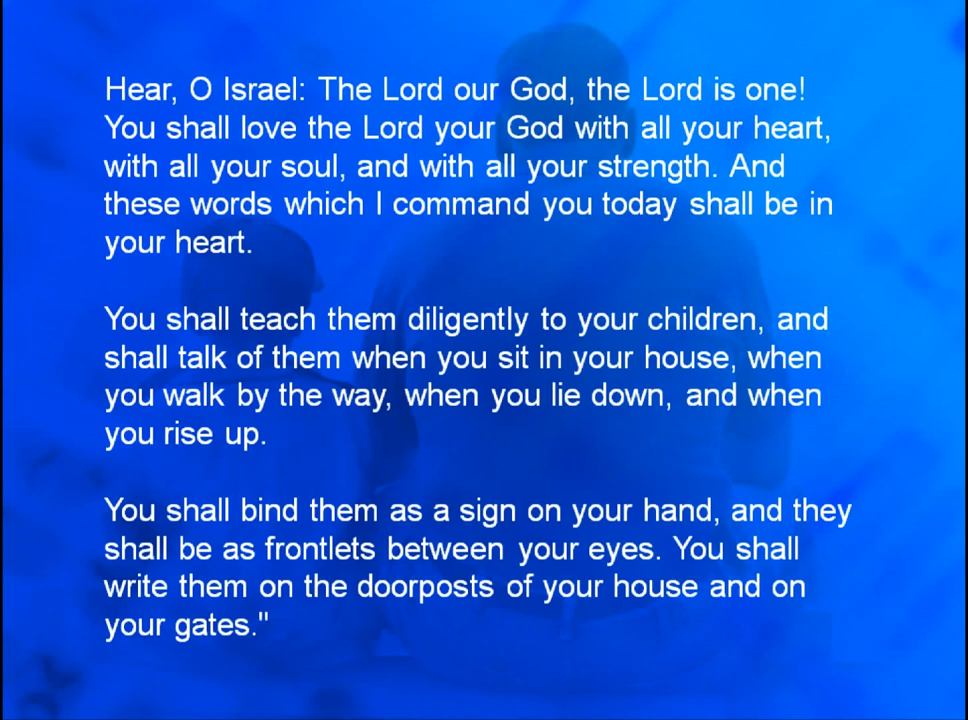 Hear, O Israel: The Lord our God, the Lord is one!
You shall love the Lord your God with all your heart,
with all your soul, and with all your strength. And
these words which I command you today shall be in
your heart.
You shall teach them diligently to your children, and
shall talk of them when you sit in your house, when
you walk by the way, when you lie down, and when
you rise up.
You shall bind them as a sign on your hand, and they
shall be as frontlets between your eyes. You shall
write them on the doorposts of your house and on
your gates."